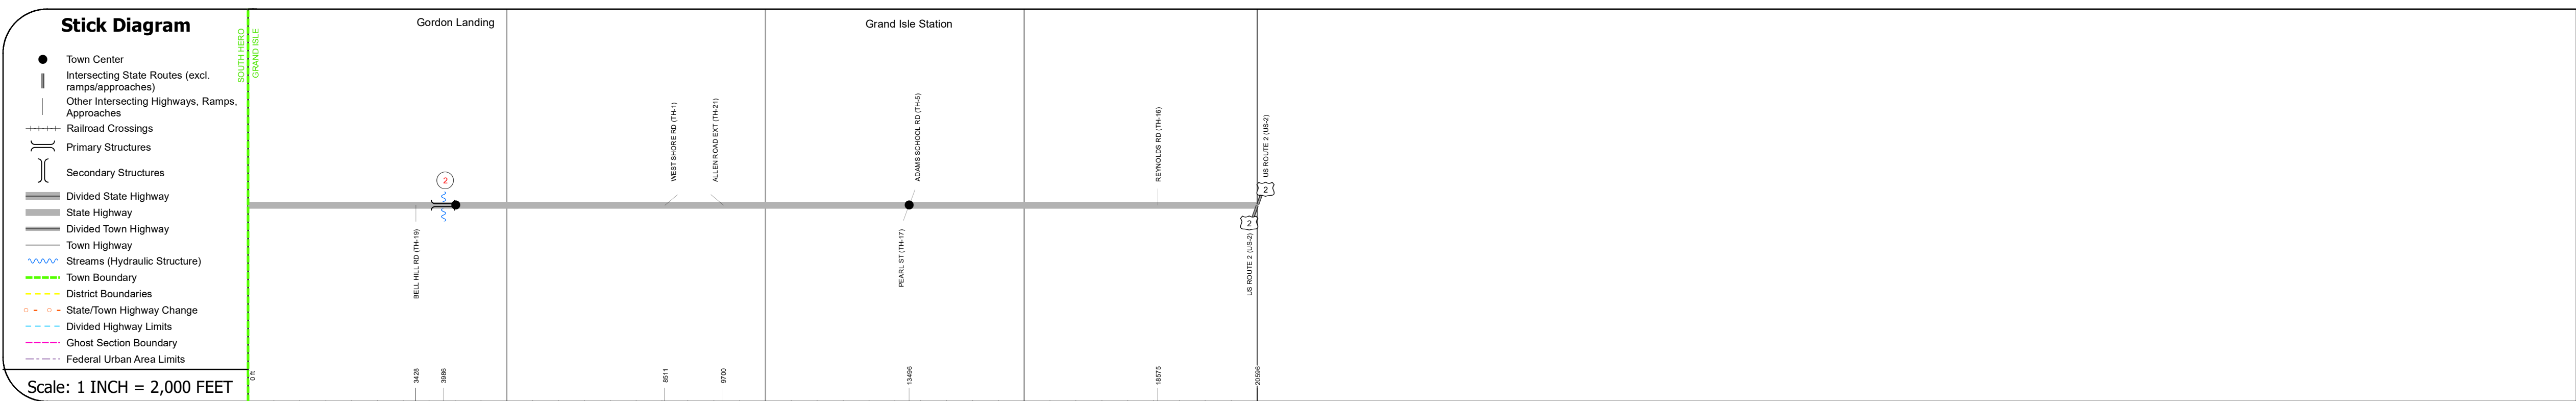 Stick Diagram
Town Center
Intersecting State Routes (excl.
ramps/approaches)
Other Intersecting Highways, Ramps,
Approaches
Railroad Crossings
Primary Structures
Secondary Structures
Divided State Highway
State Highway
Divided Town Highway
Town Highway
Streams (Hydraulic Structure)
Town Boundary
District Boundaries
State/Town Highway Change
Divided Highway Limits
Ghost Section Boundary
Federal Urban Area Limits
Scale: 1 INCH = 2,000 FEET
SOUTH HERO
GRAND ISLE
Gordon Landing
Grand Isle Station
BELL HILL RD (TH-19)
2
WEST SHORE RD (TH-1)
ALLEN ROAD EXT (TH-21)
ADAMS SCHOOL RD (TH-5)
PEARL ST (TH-17)
REYNOLDS RD (TH-16)
US ROUTE 2 (US-2)
2
2
US ROUTE 2 (US-2)
0 ft
3428
3986
8511
9700
13496
18575
20596